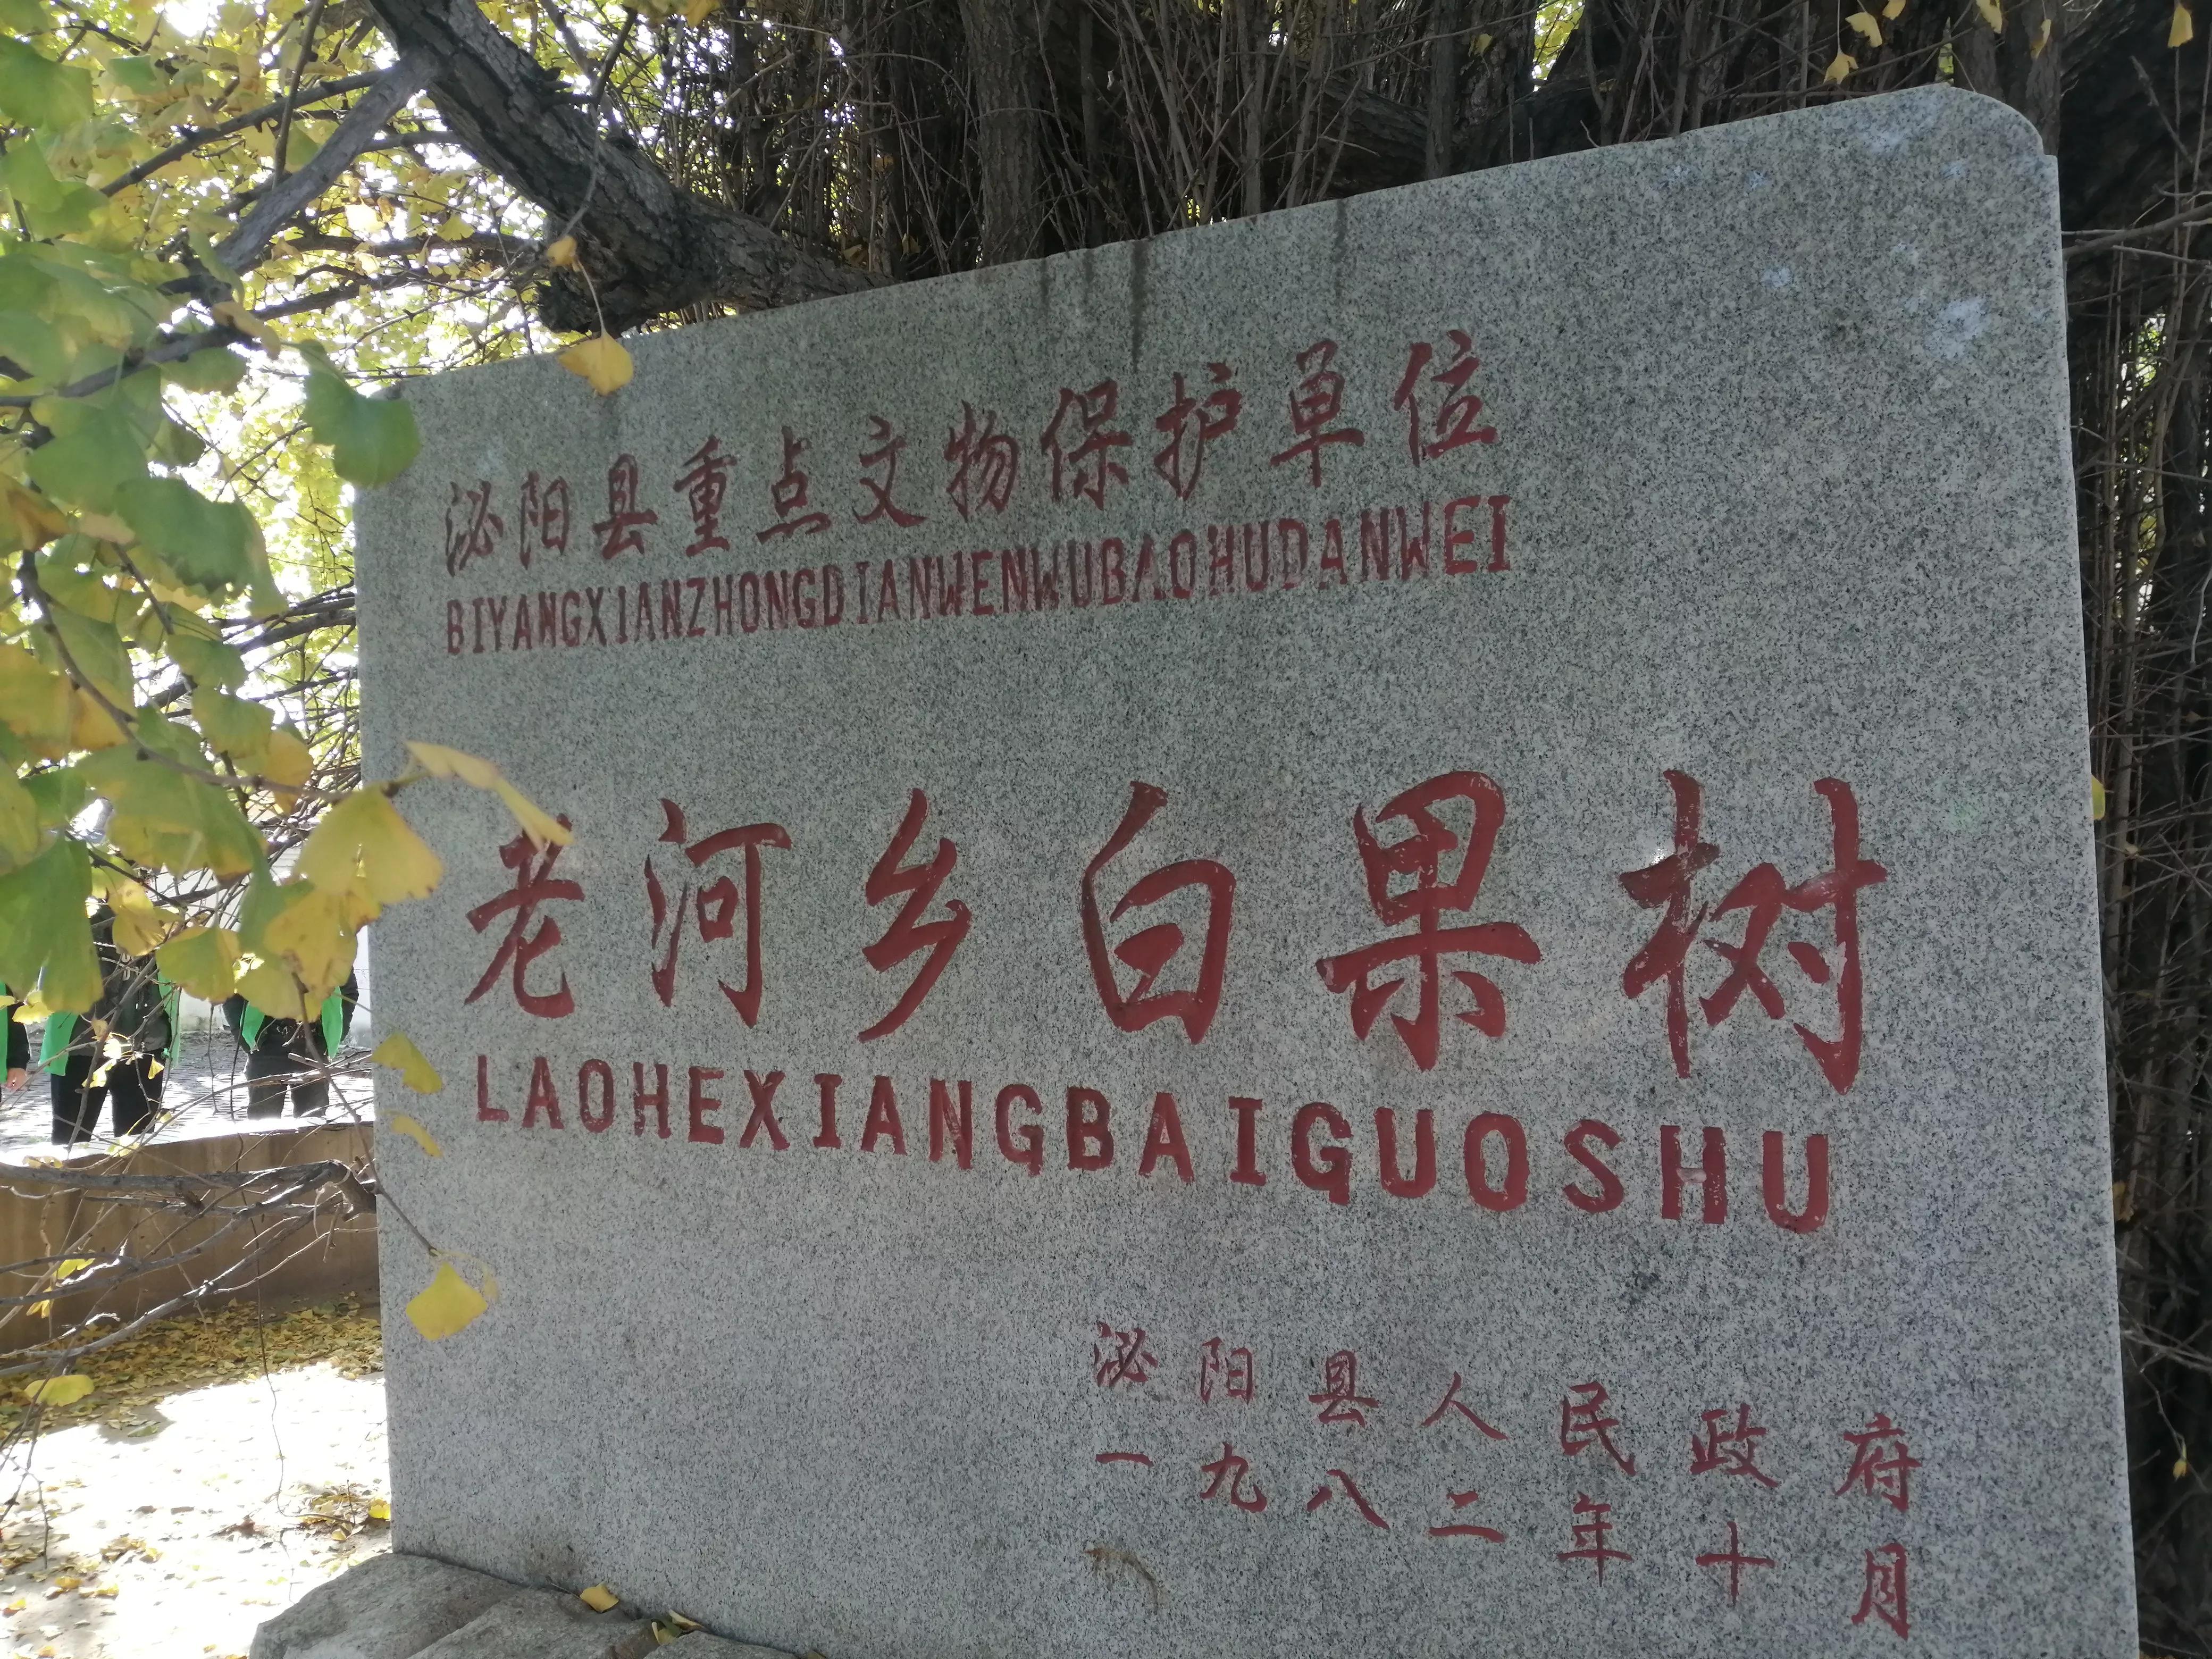 泌阳县重点文物保护单位
BIYANGXIANZHONGDIANWENWUBAOHUDANWEI
老河乡白果树
LAOHEXIANGBAIGUOSHU
泌阳县人民政府
一九八二年十月